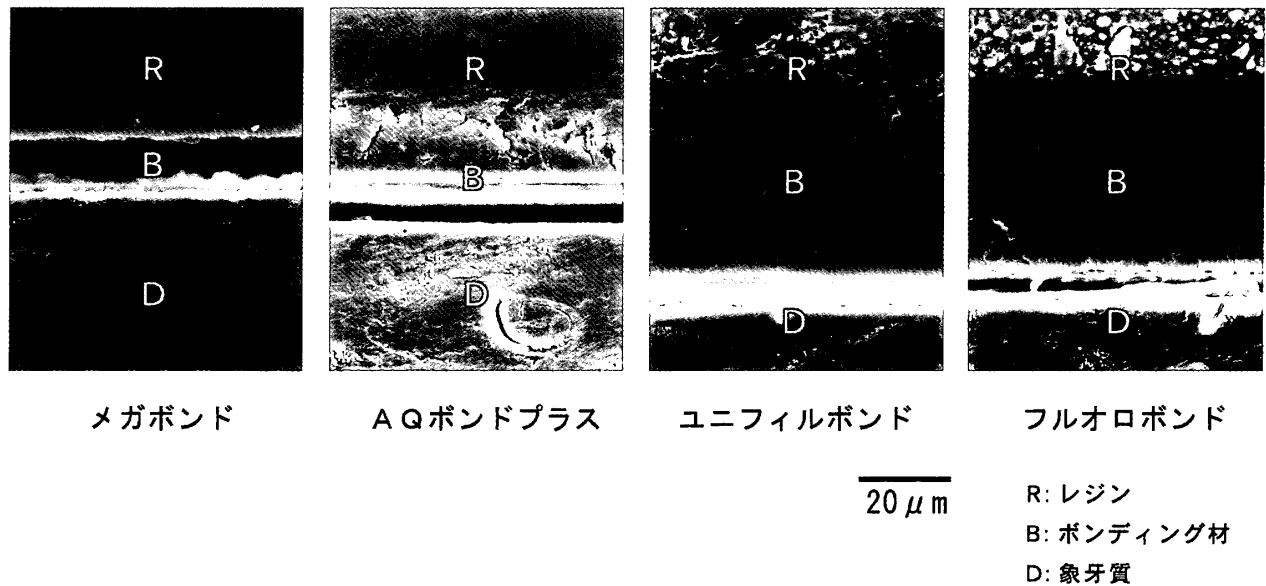 R
R
R
R
B
B
B
B
D
D
D
D
メガボンド
AQボンドプラス
ユニフィルボンド
フルオロボンド
20μm
R: レジン
B: ボンディング材
D: 象牙質